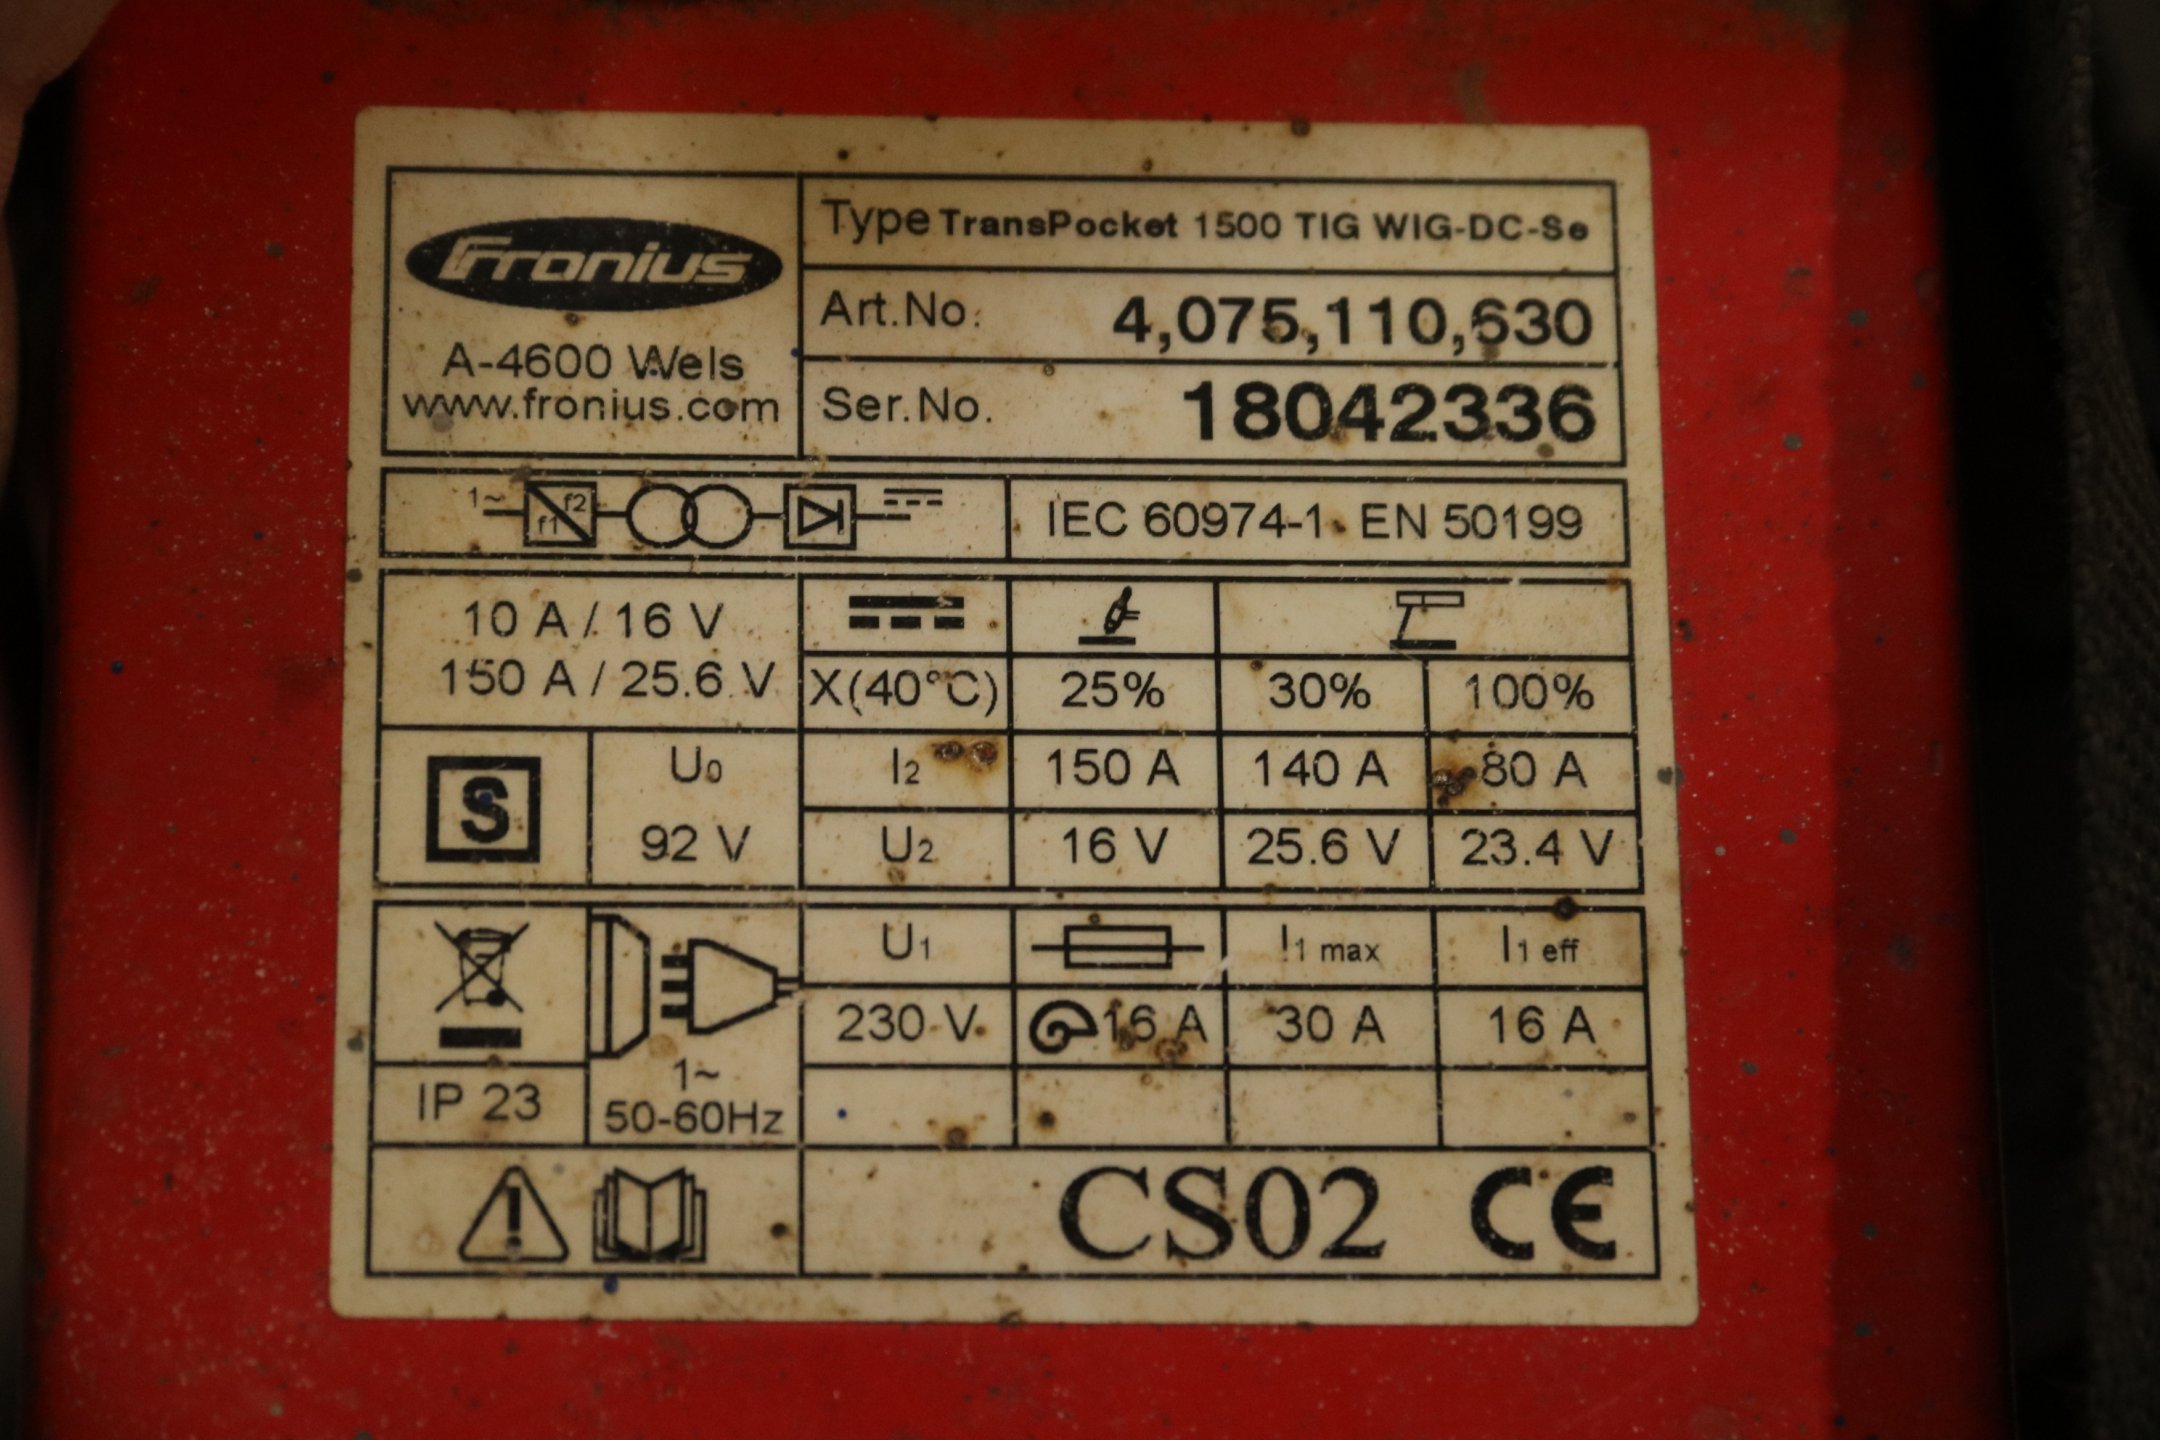 Fronius
A-4600 Wels
www.fronius.com
Type TransPocket 1500 TIG WIG-DC-Se
Art.No. 4,075,110,630
Ser.No. 18042336
1~ f1 f2
IEC 60974-1 EN 50199
10 A / 16 V
150 A / 25.6 V
X(40°C) 25% 30% 100%
S
U0
92 V
I2 150 A 140 A 80 A
U2 16 V 25.6 V 23.4 V
U1 I1 max I1 eff
230 V 16 A 30 A 16 A
IP 23
1~
50-60Hz
CS02 CE